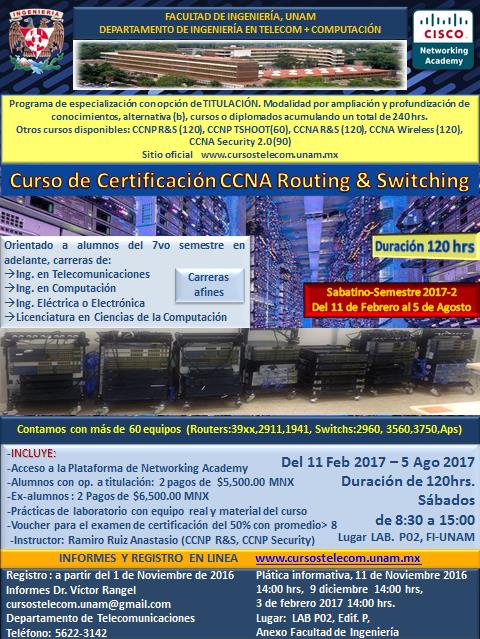 INGENIERIA
FACULTAD DE INGENIERÍA, UNAM
DEPARTAMENTO DE INGENIERÍA EN TELECOM + COMPUTACIÓN
CISCO
Networking
Academy
Programa de especialización con opción de TITULACIÓN. Modalidad por ampliación y profundización de
conocimientos, alternativa (b), cursos o diplomados acumulando un total de 240 hrs.
Otros cursos disponibles: CCNP R&S (120), CCNP TSHOOT(60), CCNA R&S (120), CCNA Wireless (120),
CCNA Security 2.0 (90)
Sitio oficial www.cursostelecom.unam.mx
Curso de Certificación CCNA Routing & Switching
Orientado a alumnos del 7vo semestre en
adelante, carreras de:
→Ing. en Telecomunicaciones
→Ing. en Computación
→Ing. Eléctrica o Electrónica
→Licenciatura en Ciencias de la Computación
Carreras
afines
Duración 120 hrs
Sabatino-Semestre 2017-2
Del 11 de Febrero al 5 de Agosto
Contamos con más de 60 equipos (Routers:39xx,2911,1941, Switchs:2960, 3560,3750,Aps)
-INCLUYE:
-Acceso a la Plataforma de Networking Academy
-Alumnos con op. a titulación: 2 pagos de $5,500.00 MNX
-Ex-alumnos : 2 Pagos de $6,500.00 MNX
-Prácticas de laboratorio con equipo real y material del curso
-Voucher para el examen de certificación del 50% con promedio> 8
-Instructor: Ramiro Ruiz Anastasio (CCNP R&S, CCNP Security)
Del 11 Feb 2017 – 5 Ago 2017
Duración de 120hrs.
Sábados
de 8:30 a 15:00
Lugar LAB. P02, FI-UNAM
INFORMES Y REGISTRO EN LINEA www.cursostelecom.unam.mx
Registro : a partir del 1 de Noviembre de 2016
Informes Dr. Víctor Rangel
cursostelecom.unam@gmail.com
Departamento de Telecomunicaciones
Teléfono: 5622-3142
Plática informativa, 11 de Noviembre 2016
14:00 hrs, 9 diciembre 14:00 hrs,
3 de febrero 2017 14:00 hrs.
Lugar: LAB P02, Edif. P,
Anexo Facultad de Ingeniería